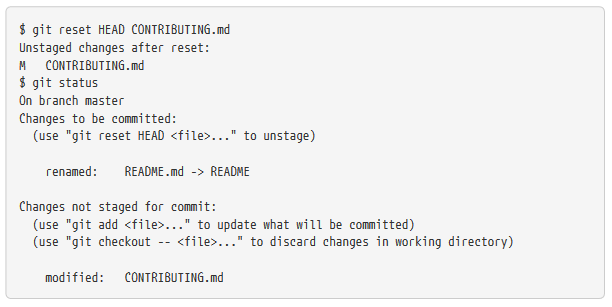 $ git reset HEAD CONTRIBUTING.md
Unstaged changes after reset:
M   CONTRIBUTING.md
$ git status
On branch master
Changes to be committed:
  (use "git reset HEAD <file>..." to unstage)

    renamed:    README.md -> README

Changes not staged for commit:
  (use "git add <file>..." to update what will be committed)
  (use "git checkout -- <file>..." to discard changes in working directory)

    modified:   CONTRIBUTING.md